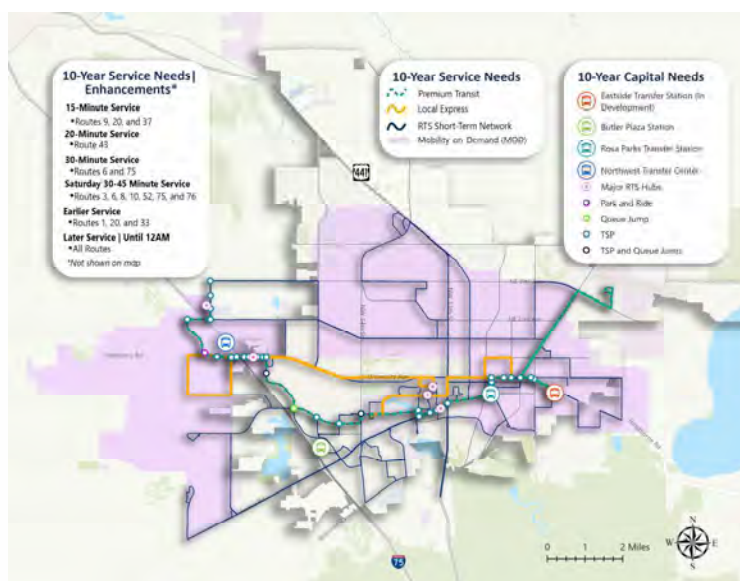 10-Year Service Needs|
Enhancements*
15-Minute Service
•Routes 9, 20, and 37
20-Minute Service
•Route 43
30-Minute Service
•Routes 6 and 75
Saturday 30-45 Minute Service
•Routes 3, 6, 8, 10, 52, 75, and 76
Earlier Service
•Routes 1, 20, and 33
Later Service | Until 12AM
•All Routes
*Not shown on map
10-Year Service Needs
Premium Transit
Local Express
RTS Short-Term Network
Mobility on Demand (MOD)
10-Year Capital Needs
Eastside Transfer Station (In
Development)
Butler Plaza Station
Rosa Parks Transfer Station
Northwest Transfer Center
Major RTS Hubs
Park and Ride
Queue Jump
TSP
TSP and Queue Jumps
441
75
0 1 2 Miles
N
W E
S